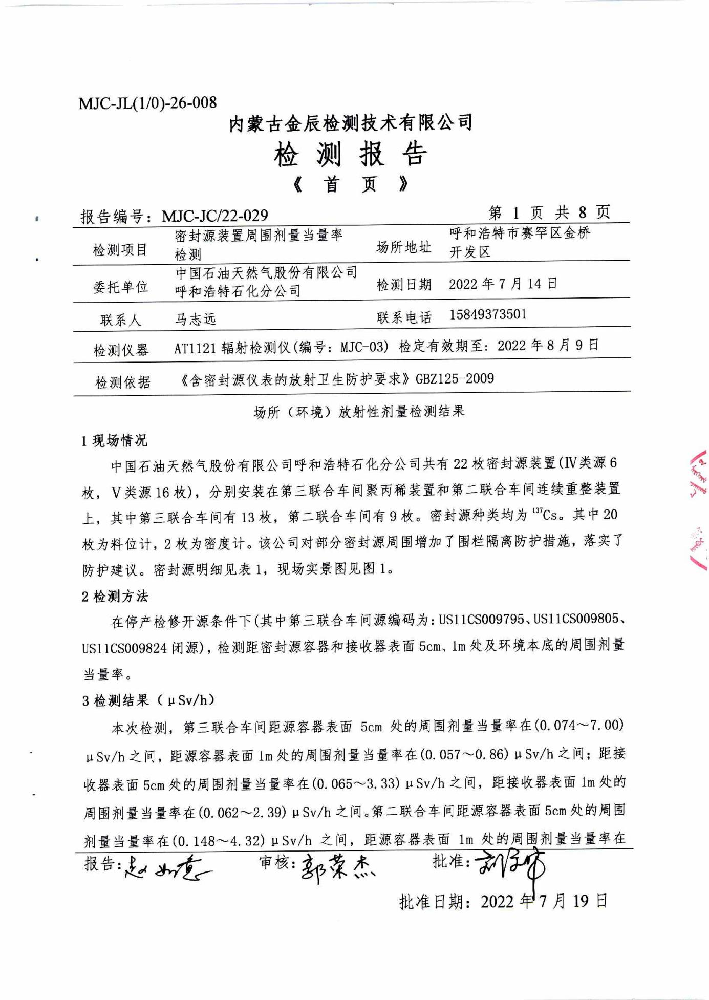 MJC-JL(1/0)-26-008
内蒙古金辰检测技术有限公司
检测报告
《 首 页 》
报告编号：MJC-JC/22-029 第 1 页 共 8 页
检测项目 密封源装置周围剂量当量率检测 场所地址 呼和浩特市赛罕区金桥开发区
委托单位 中国石油天然气股份有限公司呼和浩特石化分公司 检测日期 2022 年 7 月 14 日
联系人 马志远 联系电话 15849373501
检测仪器 AT1121 辐射检测仪(编号：MJC-03) 检定有效期至：2022 年 8 月 9 日
检测依据 《含密封源仪表的放射卫生防护要求》GBZ125-2009
场所（环境）放射性剂量检测结果
1 现场情况
中国石油天然气股份有限公司呼和浩特石化分公司共有 22 枚密封源装置(Ⅳ类源 6
枚，Ⅴ类源 16 枚)，分别安装在第三联合车间聚丙稀装置和第二联合车间连续重整装置
上，其中第三联合车间有 13 枚，第二联合车间有 9 枚。密封源种类均为 ¹³⁷Cs。其中 20
枚为料位计，2 枚为密度计。该公司对部分密封源周围增加了围栏隔离防护措施，落实了
防护建议。密封源明细见表 1，现场实景图见图 1。
2 检测方法
在停产检修开源条件下(其中第三联合车间源编码为：US11CS009795、US11CS009805、
US11CS009824 闭源)，检测距密封源容器和接收器表面 5cm、1m 处及环境本底的周围剂量
当量率。
3 检测结果（μSv/h）
本次检测，第三联合车间距源容器表面 5cm 处的周围剂量当量率在(0.074～7.00)
μSv/h 之间，距源容器表面 1m 处的周围剂量当量率在(0.057～0.86) μSv/h 之间；距接
收器表面 5cm 处的周围剂量当量率在(0.065～3.33) μSv/h 之间，距接收器表面 1m 处的
周围剂量当量率在(0.062～2.39) μSv/h 之间。第二联合车间距源容器表面 5cm 处的周围
剂量当量率在(0.148～4.32) μSv/h 之间，距源容器表面 1m 处的周围剂量当量率在
报告：赵如意 审核：郭荣杰 批准：
批准日期：2022 年 7 月 19 日